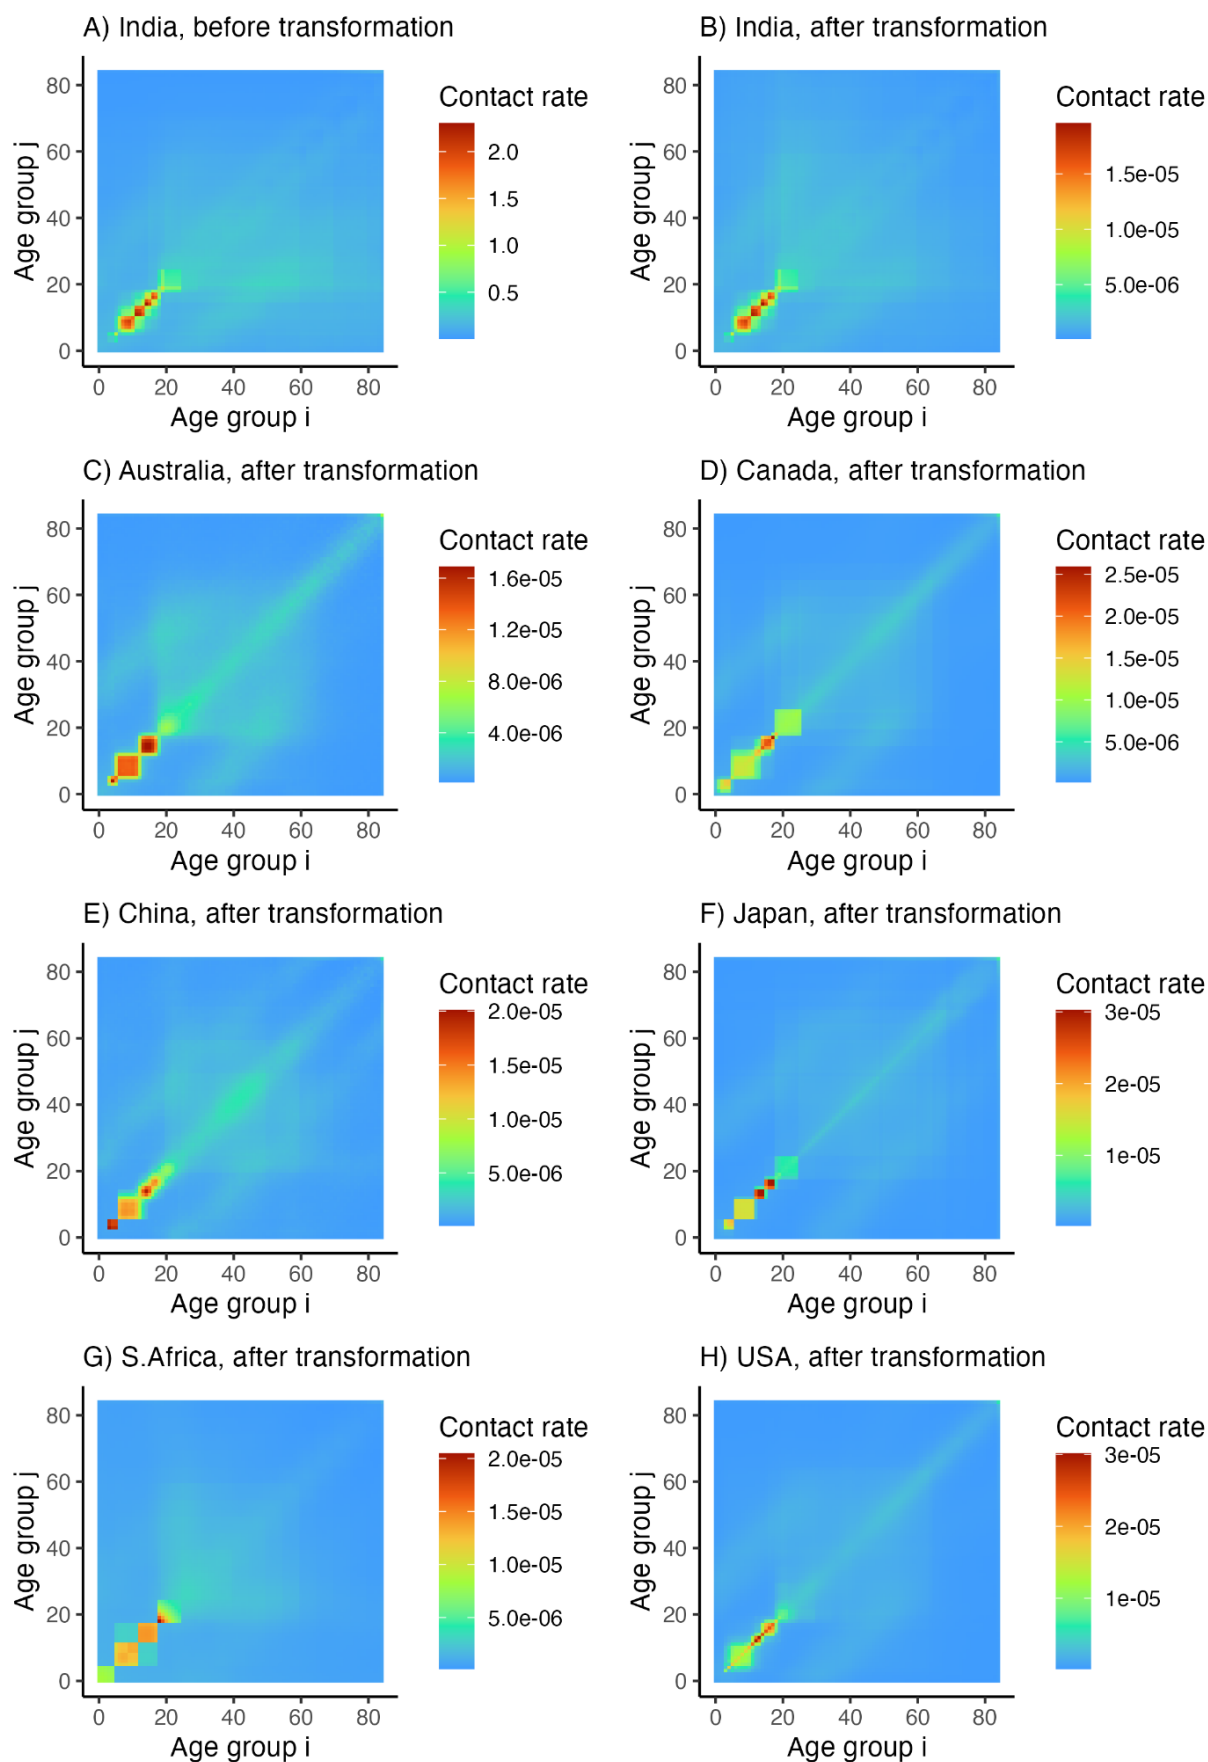 A) India, before transformation
Age group j
80
60
40
20
0
0 20 40 60 80
Age group i
Contact rate
2.0
1.5
1.0
0.5
B) India, after transformation
Age group j
80
60
40
20
0
0 20 40 60 80
Age group i
Contact rate
1.5e-05
1.0e-05
5.0e-06
C) Australia, after transformation
Age group j
80
60
40
20
0
0 20 40 60 80
Age group i
Contact rate
1.6e-05
1.2e-05
8.0e-06
4.0e-06
D) Canada, after transformation
Age group j
80
60
40
20
0
0 20 40 60 80
Age group i
Contact rate
2.5e-05
2.0e-05
1.5e-05
1.0e-05
5.0e-06
E) China, after transformation
Age group j
80
60
40
20
0
0 20 40 60 80
Age group i
Contact rate
2.0e-05
1.5e-05
1.0e-05
5.0e-06
F) Japan, after transformation
Age group j
80
60
40
20
0
0 20 40 60 80
Age group i
Contact rate
3e-05
2e-05
1e-05
G) S.Africa, after transformation
Age group j
80
60
40
20
0
0 20 40 60 80
Age group i
Contact rate
2.0e-05
1.5e-05
1.0e-05
5.0e-06
H) USA, after transformation
Age group j
80
60
40
20
0
0 20 40 60 80
Age group i
Contact rate
3e-05
2e-05
1e-05